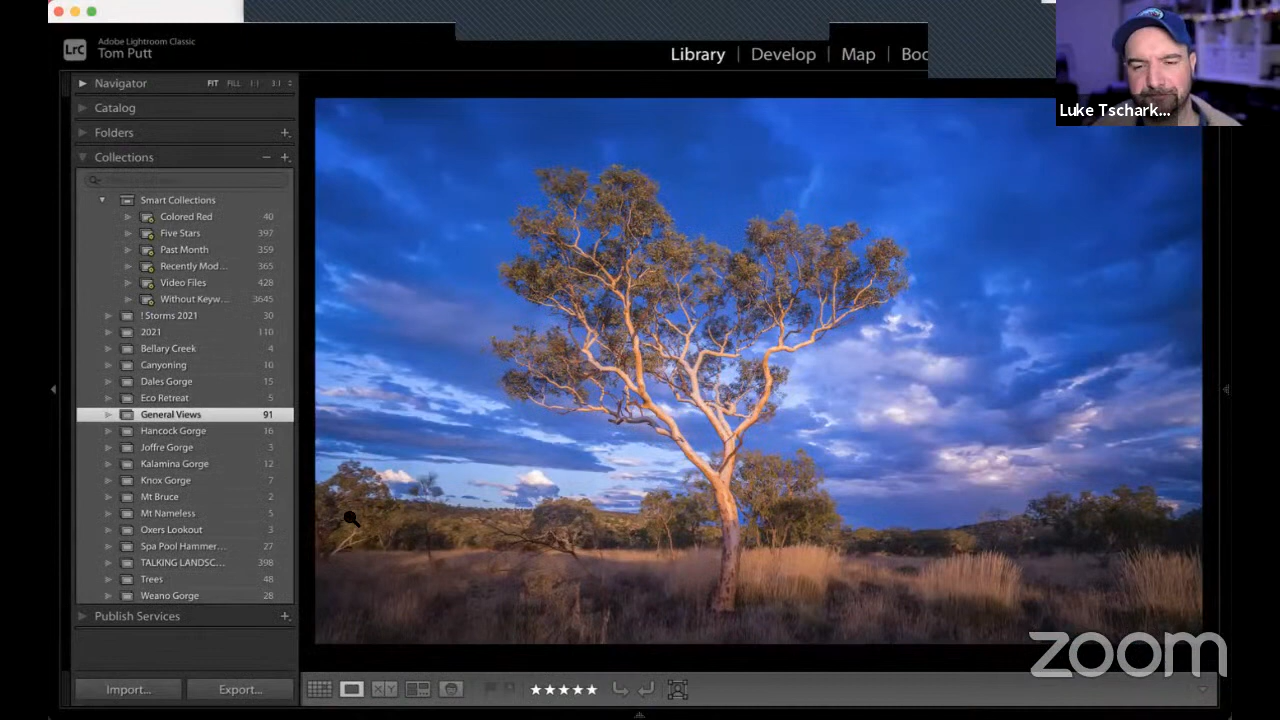 LrC
Adobe Lightroom Classic
Tom Putt
Library | Develop | Map | Boo
Luke Tschark...
Navigator FIT FILL 1:1 3:1
Catalog
Folders
Collections
Smart Collections
Colored Red 40
Five Stars 397
Past Month 359
Recently Mod... 365
Video Files 428
Without Keyw... 3645
! Storms 2021 30
2021 110
Bellary Creek 4
Canyoning 10
Dales Gorge 15
Eco Retreat 5
General Views 91
Hancock Gorge 16
Joffre Gorge 3
Kalamina Gorge 12
Knox Gorge 7
Mt Bruce 2
Mt Nameless 5
Oxers Lookout 3
Spa Pool Hammer... 27
TALKING LANDSC... 398
Trees 48
Weano Gorge 28
Publish Services
Import... Export...
XY
zoom